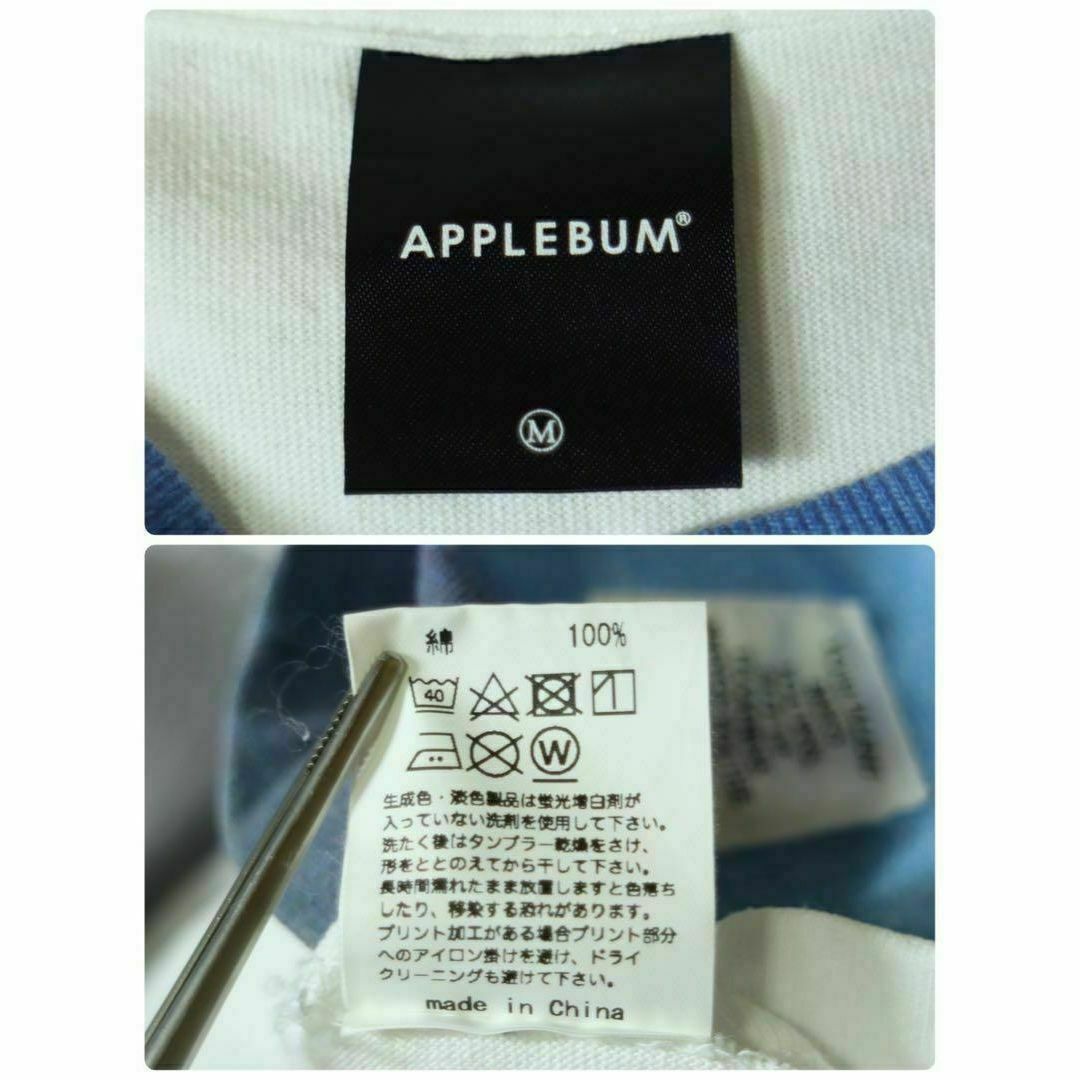 APPLEBUM®
M
綿 100%
40
W
生成色・淡色製品は蛍光増白剤が
入っていない洗剤を使用して下さい。
洗たく後はタンブラー乾燥をさけ、
形をととのえてから干して下さい。
長時間濡れたまま放置しますと色落ち
したり、移染する恐れがあります。
プリント加工がある場合プリント部分
へのアイロン掛けを避け、ドライ
クリーニングも避けて下さい。
made in China